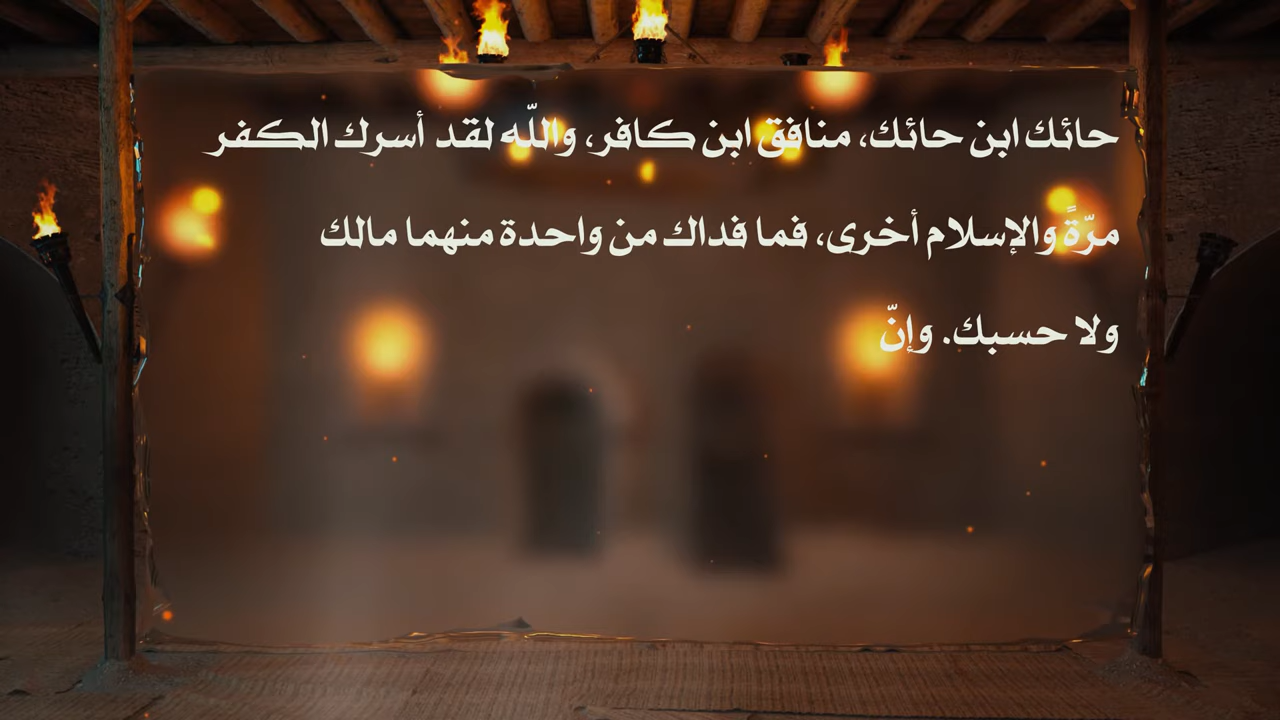 حائك ابن حائك، منافق ابن كافر، واللّه لقد أسرك الكفر
مرّةً والإسلام أخرى، فما فداك من واحدة منهما مالك
ولا حسبك. وإنّ